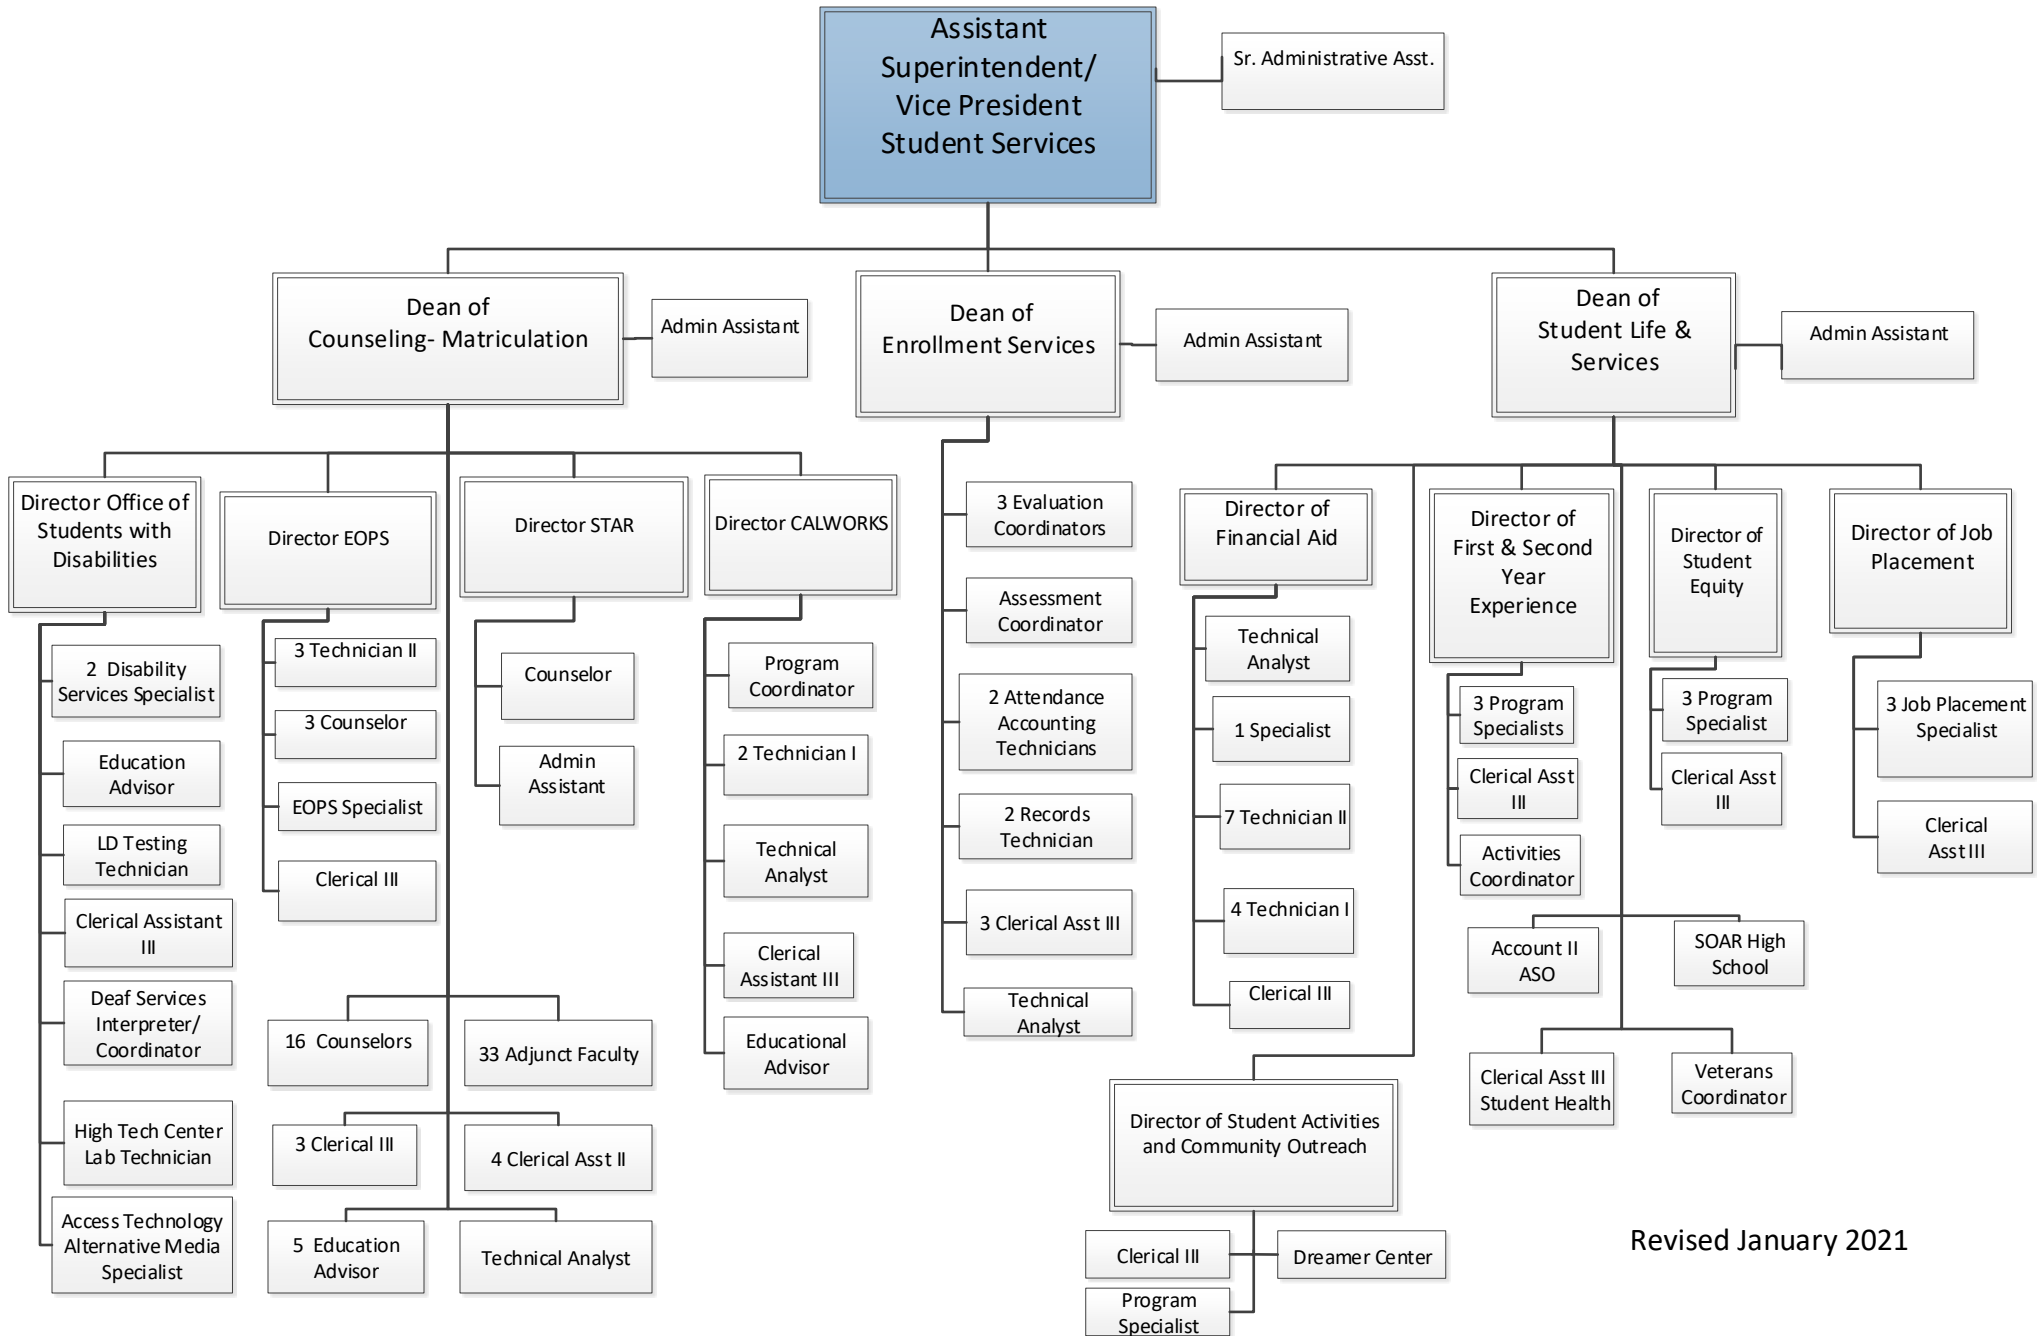 Assistant
Superintendent/
Vice President
Student Services
Sr. Administrative Asst.
Dean of
Counseling- Matriculation
Admin Assistant
Dean of
Enrollment Services
Admin Assistant
Dean of
Student Life &
Services
Admin Assistant
Director Office of
Students with
Disabilities
2 Disability
Services Specialist
Education
Advisor
LD Testing
Technician
Clerical Assistant
III
Deaf Services
Interpreter/
Coordinator
High Tech Center
Lab Technician
Access Technology
Alternative Media
Specialist
Director EOPS
3 Technician II
3 Counselor
EOPS Specialist
Clerical III
Director STAR
Counselor
Admin
Assistant
Director CALWORKS
Program
Coordinator
2 Technician I
Technical
Analyst
Clerical
Assistant III
Educational
Advisor
16 Counselors
33 Adjunct Faculty
3 Clerical III
4 Clerical Asst II
5 Education
Advisor
Technical Analyst
3 Evaluation
Coordinators
Assessment
Coordinator
2 Attendance
Accounting
Technicians
2 Records
Technician
3 Clerical Asst III
Technical
Analyst
Director of
Financial Aid
Technical
Analyst
1 Specialist
7 Technician II
4 Technician I
Clerical III
Director of
First & Second
Year
Experience
3 Program
Specialists
Clerical Asst
III
Activities
Coordinator
Director of
Student
Equity
3 Program
Specialist
Clerical Asst
III
Director of Job
Placement
3 Job Placement
Specialist
Clerical
Asst III
Account II
ASO
SOAR High
School
Clerical Asst III
Student Health
Veterans
Coordinator
Director of Student Activities
and Community Outreach
Clerical III
Dreamer Center
Program
Specialist
Revised January 2021